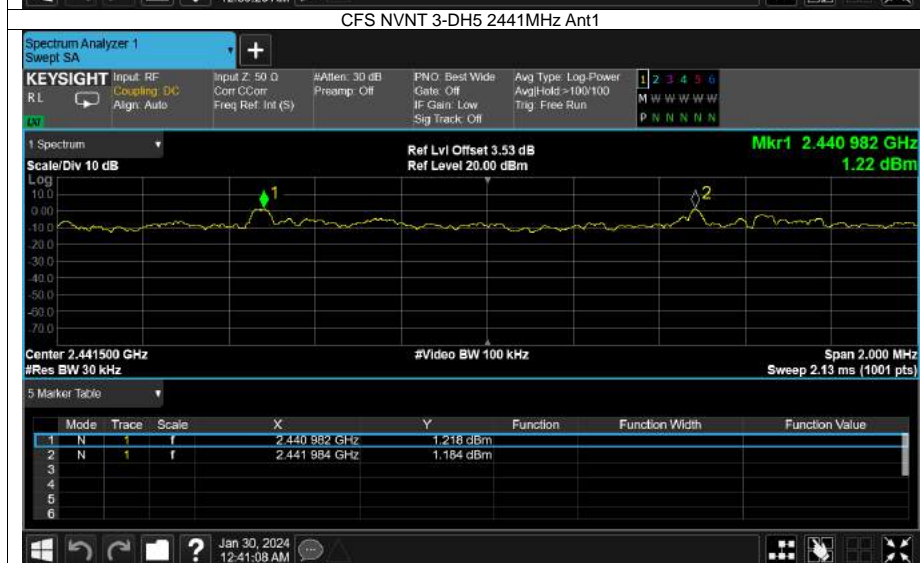 CFS NVNT 3-DH5 2441MHz Ant1
Spectrum Analyzer 1
Swept SA
+
KEYSIGHT
RL
LXI
Input: RF
Coupling: DC
Align: Auto
Input Z: 50 Ω
Corr CCorr
Freq Ref: Int (S)
#Atten: 30 dB
Preamp: Off
PNO: Best Wide
Gate: Off
IF Gain: Low
Sig Track: Off
Avg Type: Log-Power
Avg|Hold:>100/100
Trig: Free Run
1 2 3 4 5 6
M W W W W W
P N N N N N
1 Spectrum
Scale/Div 10 dB
Ref Lvl Offset 3.53 dB
Ref Level 20.00 dBm
Mkr1 2.440 982 GHz
1.22 dBm
Log
10.0
0.00
-10.0
-20.0
-30.0
-40.0
-50.0
-60.0
-70.0
1
2
Center 2.441500 GHz
#Res BW 30 kHz
#Video BW 100 kHz
Span 2.000 MHz
Sweep 2.13 ms (1001 pts)
5 Marker Table
Mode Trace Scale X Y Function Function Width Function Value
1 N 1 f 2.440 982 GHz 1.218 dBm
2 N 1 f 2.441 984 GHz 1.184 dBm
3
4
5
6
?
Jan 30, 2024
12:41:08 AM